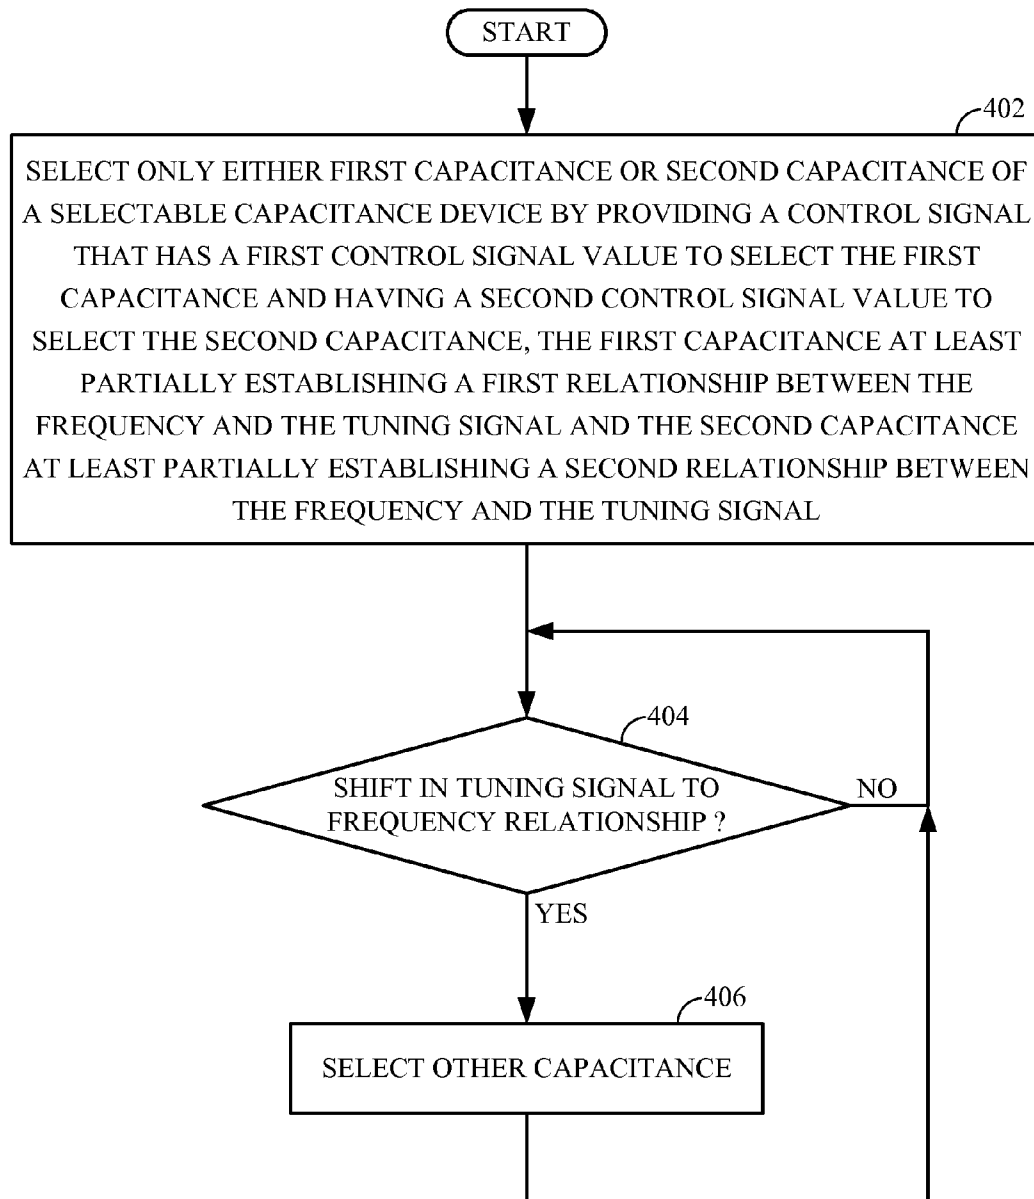 START
402
SELECT ONLY EITHER FIRST CAPACITANCE OR SECOND CAPACITANCE OF
A SELECTABLE CAPACITANCE DEVICE BY PROVIDING A CONTROL SIGNAL
THAT HAS A FIRST CONTROL SIGNAL VALUE TO SELECT THE FIRST
CAPACITANCE AND HAVING A SECOND CONTROL SIGNAL VALUE TO
SELECT THE SECOND CAPACITANCE, THE FIRST CAPACITANCE AT LEAST
PARTIALLY ESTABLISHING A FIRST RELATIONSHIP BETWEEN THE
FREQUENCY AND THE TUNING SIGNAL AND THE SECOND CAPACITANCE
AT LEAST PARTIALLY ESTABLISHING A SECOND RELATIONSHIP BETWEEN
THE FREQUENCY AND THE TUNING SIGNAL
404
SHIFT IN TUNING SIGNAL TO
FREQUENCY RELATIONSHIP ?
NO
YES
406
SELECT OTHER CAPACITANCE